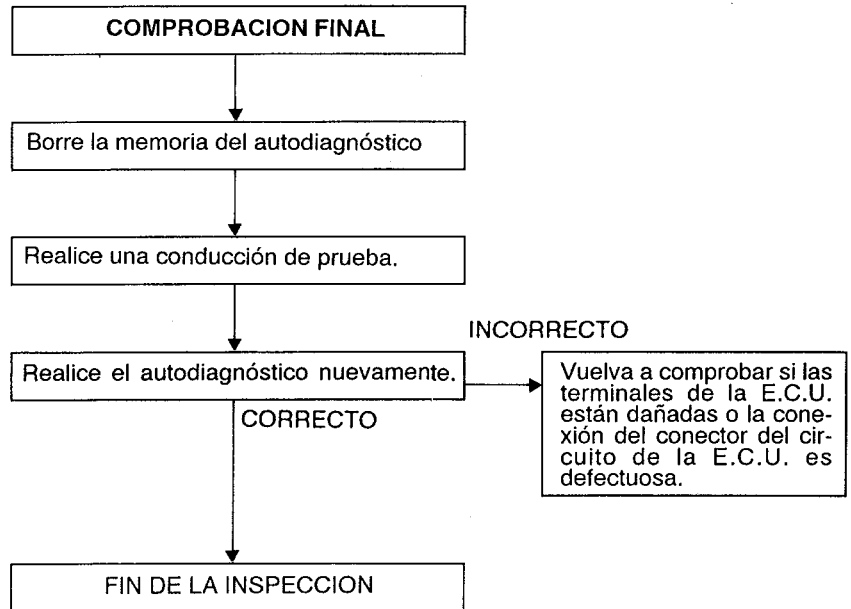 COMPROBACION FINAL
Borre la memoria del autodiagnóstico
Realice una conducción de prueba.
INCORRECTO
Realice el autodiagnóstico nuevamente.
Vuelva a comprobar si las
terminales de la E.C.U.
están dañadas o la cone-
xión del conector del cir-
cuito de la E.C.U. es
defectuosa.
CORRECTO
FIN DE LA INSPECCION